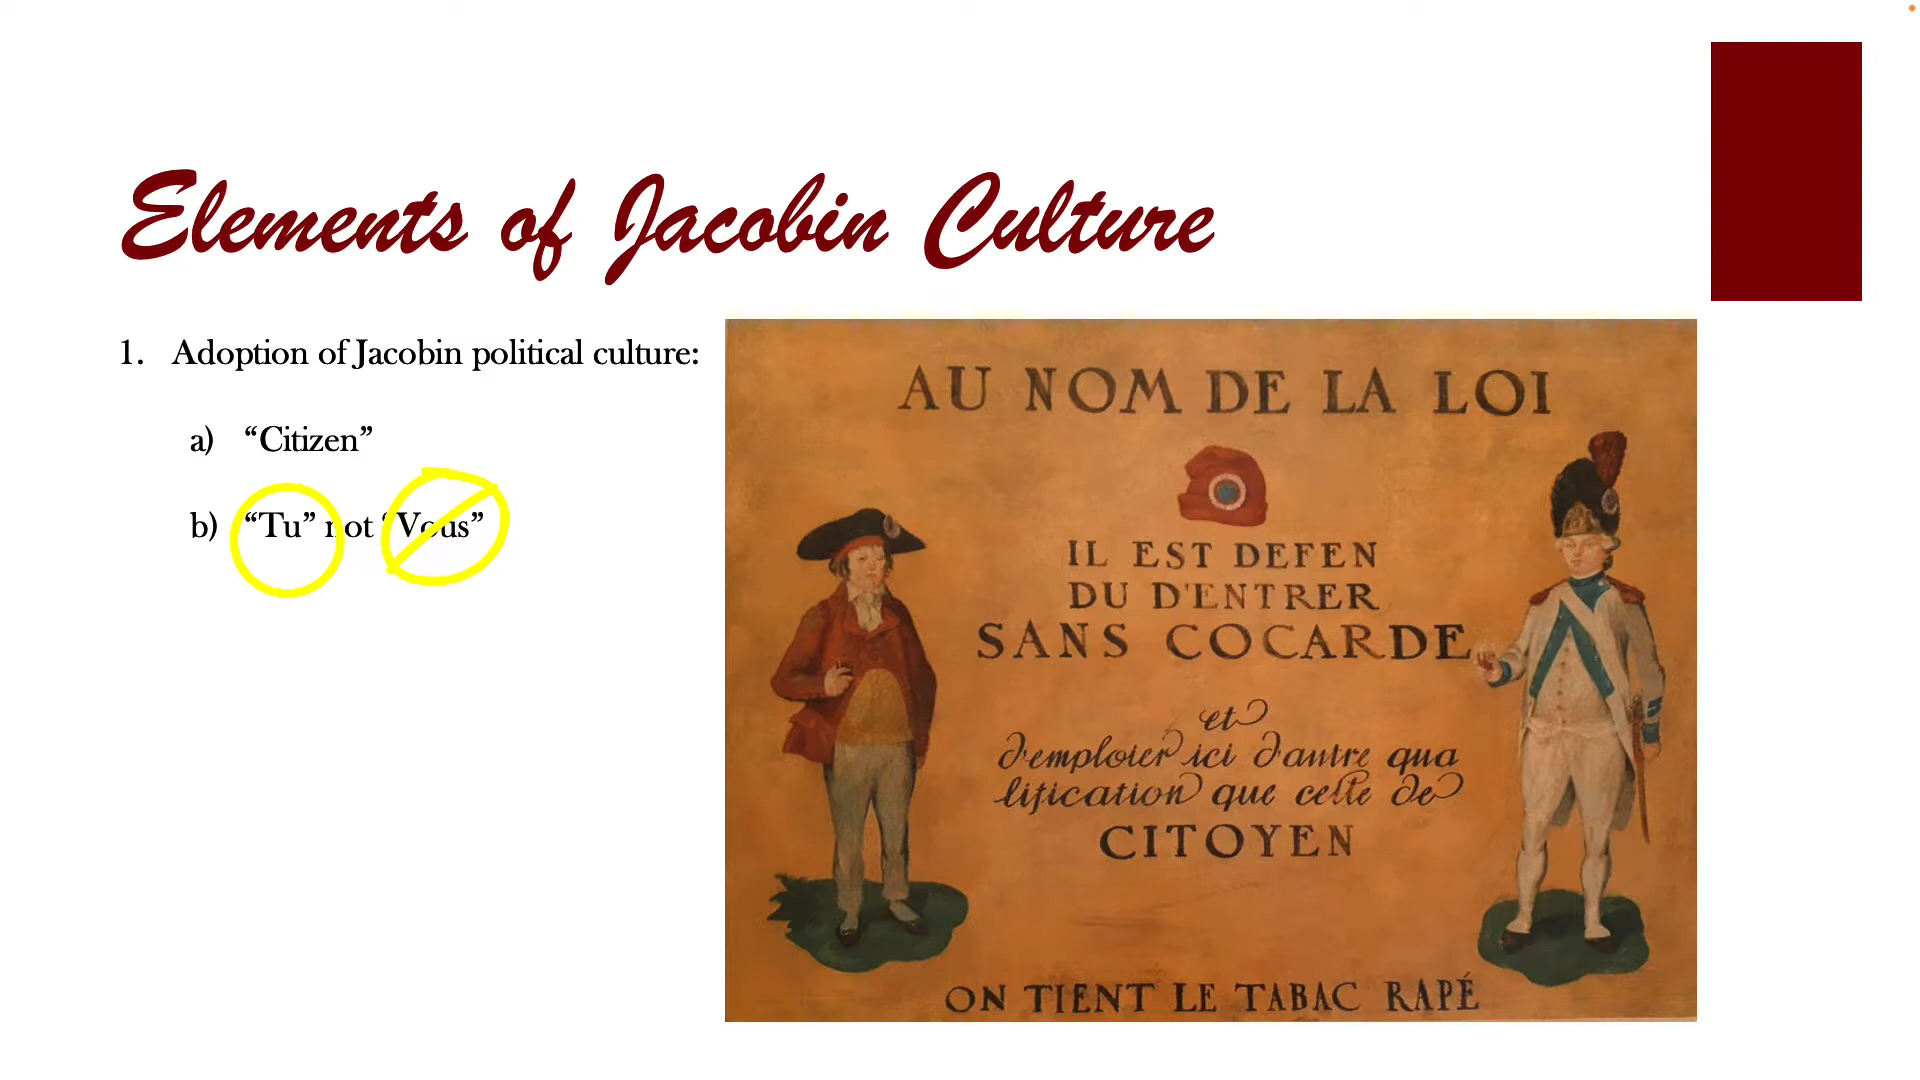 Elements of Jacobin Culture
1. Adoption of Jacobin political culture:
a) “Citizen”
b) “Tu” not “Vous”
AU NOM DE LA LOI
IL EST DEFEN
DU D'ENTRER
SANS COCARDE
et
d'emploier ici d'autre qua
lification que celle de
CITOYEN
ON TIENT LE TABAC RAPÉ